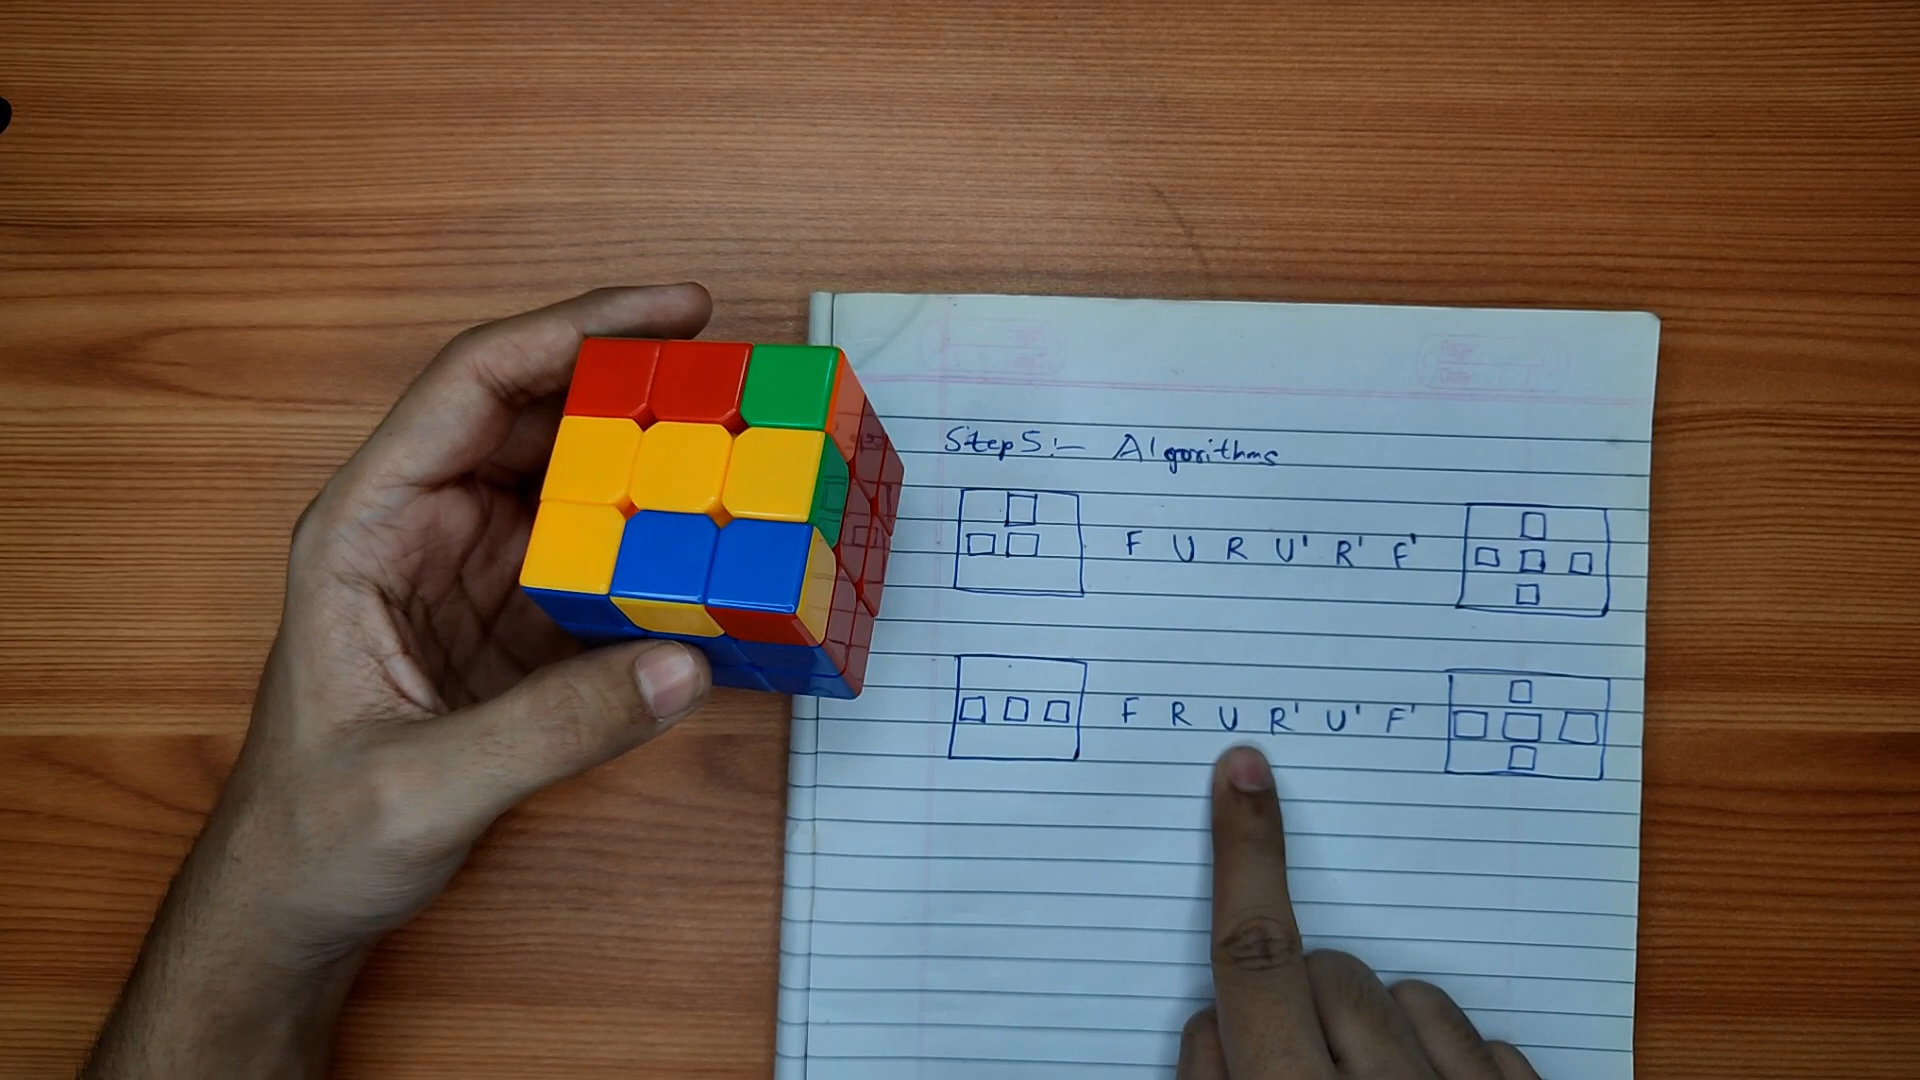 Step 5:- Algorithms
F U R U' R' F'
F R U R' U' F'